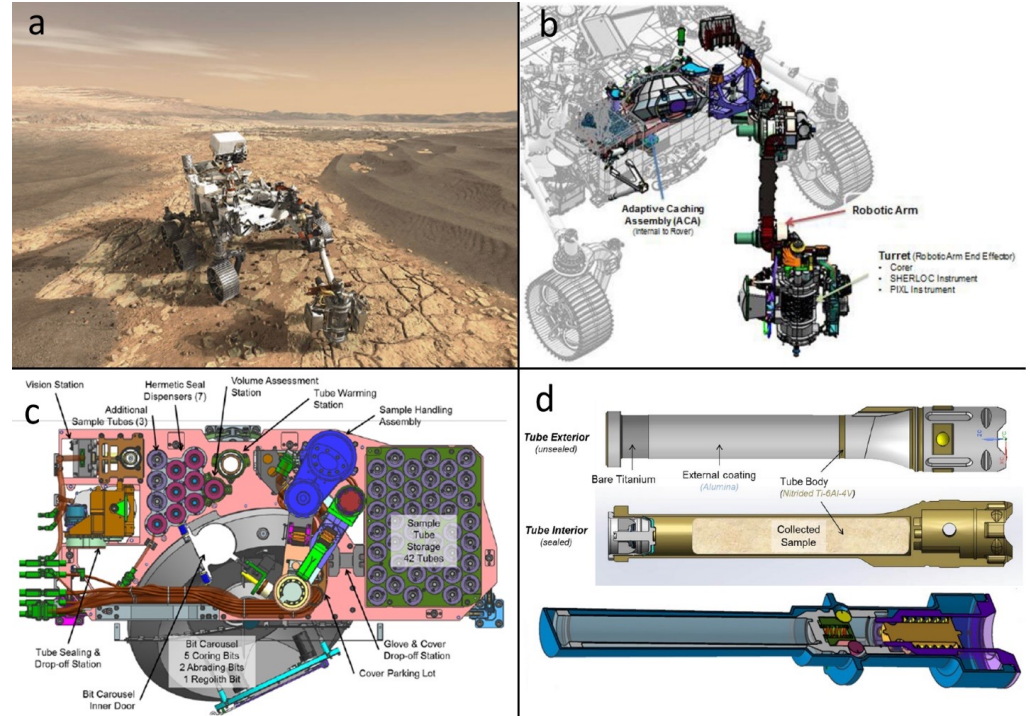 a
b
Adaptive Caching
Assembly (ACA)
(Internal to Rover)
Robotic Arm
Turret (Robotic Arm End Effector)
• Corer
• SHERLOC Instrument
• PIXL Instrument
c
Vision Station
Hermetic Seal
Dispensers (7)
Volume Assessment
Station
Tube Warming
Station
Additional
Sample Tubes (3)
Sample Handling
Assembly
Sample
Tube
Storage
42 Tubes
Tube Sealing &
Drop-off Station
Bit Carousel
5 Coring Bits
2 Abrading Bits
1 Regolith Bit
Glove & Cover
Drop-off Station
Cover Parking Lot
Bit Carousel
Inner Door
d
Tube Exterior
(unsealed)
Bare Titanium
External coating
(Alumina)
Tube Body
(Nitrided Ti-6Al-4V)
Tube Interior
(sealed)
Collected
Sample